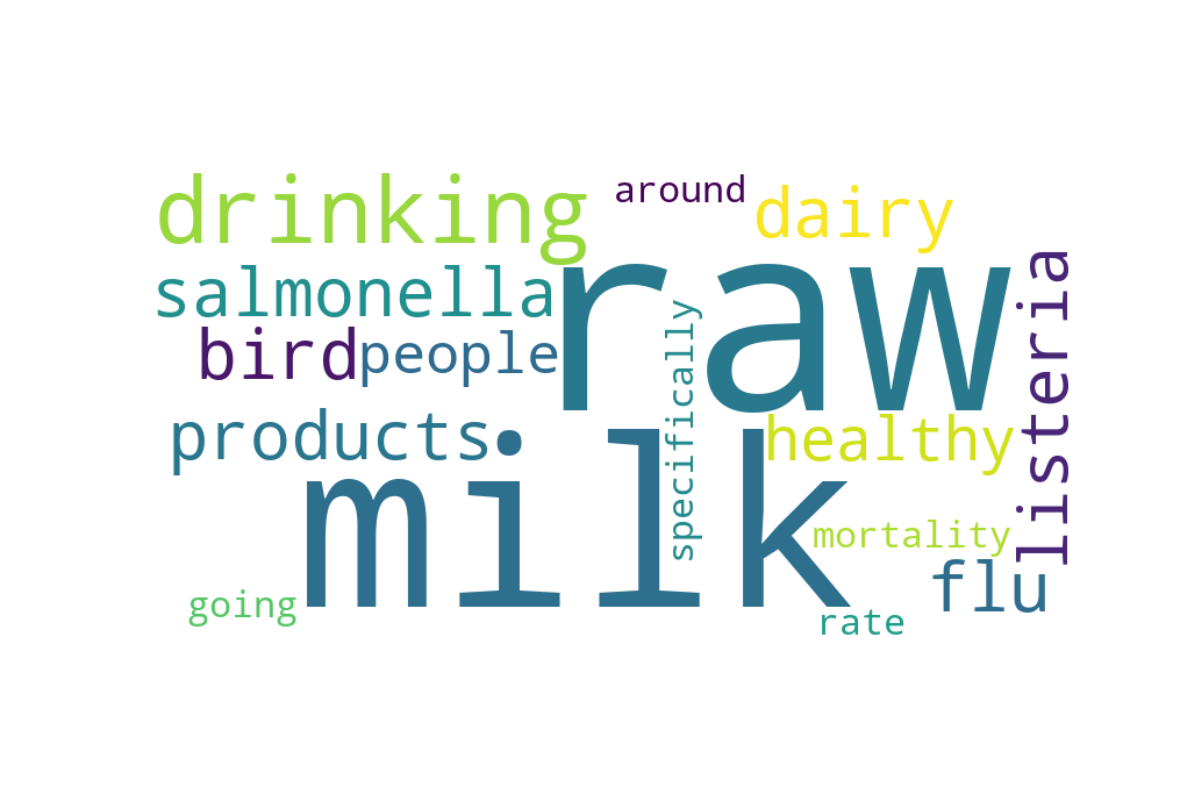 drinking
around
dairy
raw
salmonella
listeria
bird
people
specifically
products
healthy
milk
mortality
flu
going
rate